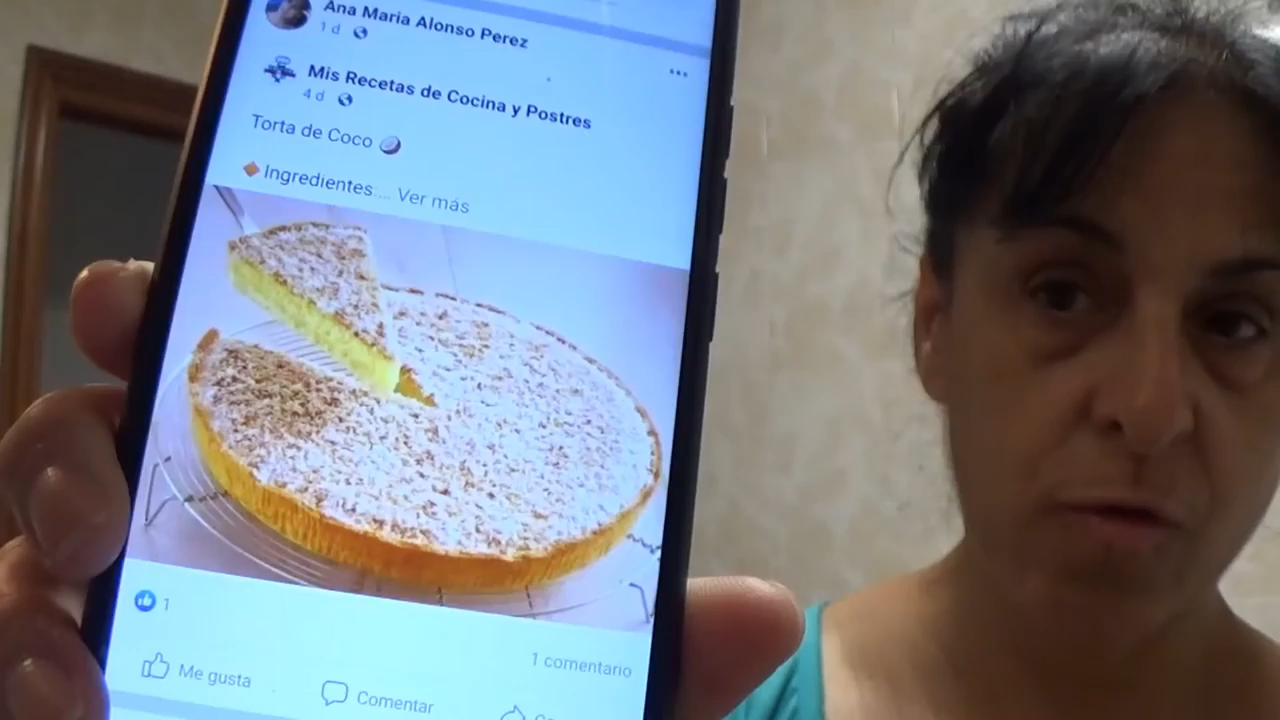 Ana Maria Alonso Perez
1 d
Mis Recetas de Cocina y Postres
4 d
Torta de Coco
Ingredientes.... Ver más
1
1 comentario
Me gusta
Comentar